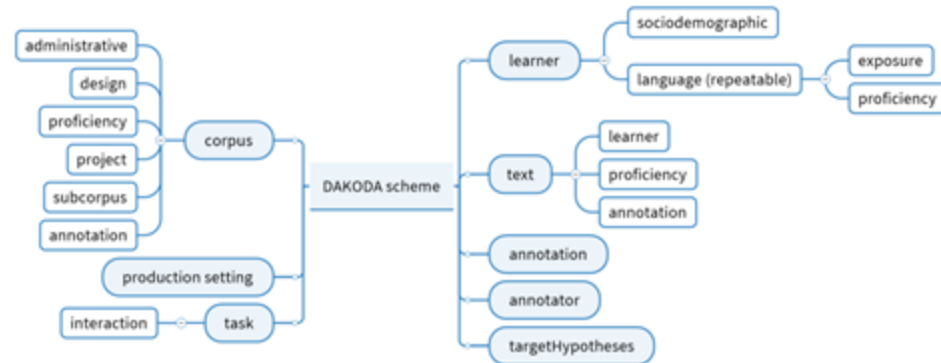 administrative
design
proficiency
project
subcorpus
annotation
corpus
production setting
interaction
task
DAKODA scheme
learner
sociodemographic
language (repeatable)
exposure
proficiency
text
learner
proficiency
annotation
annotation
annotator
targetHypotheses